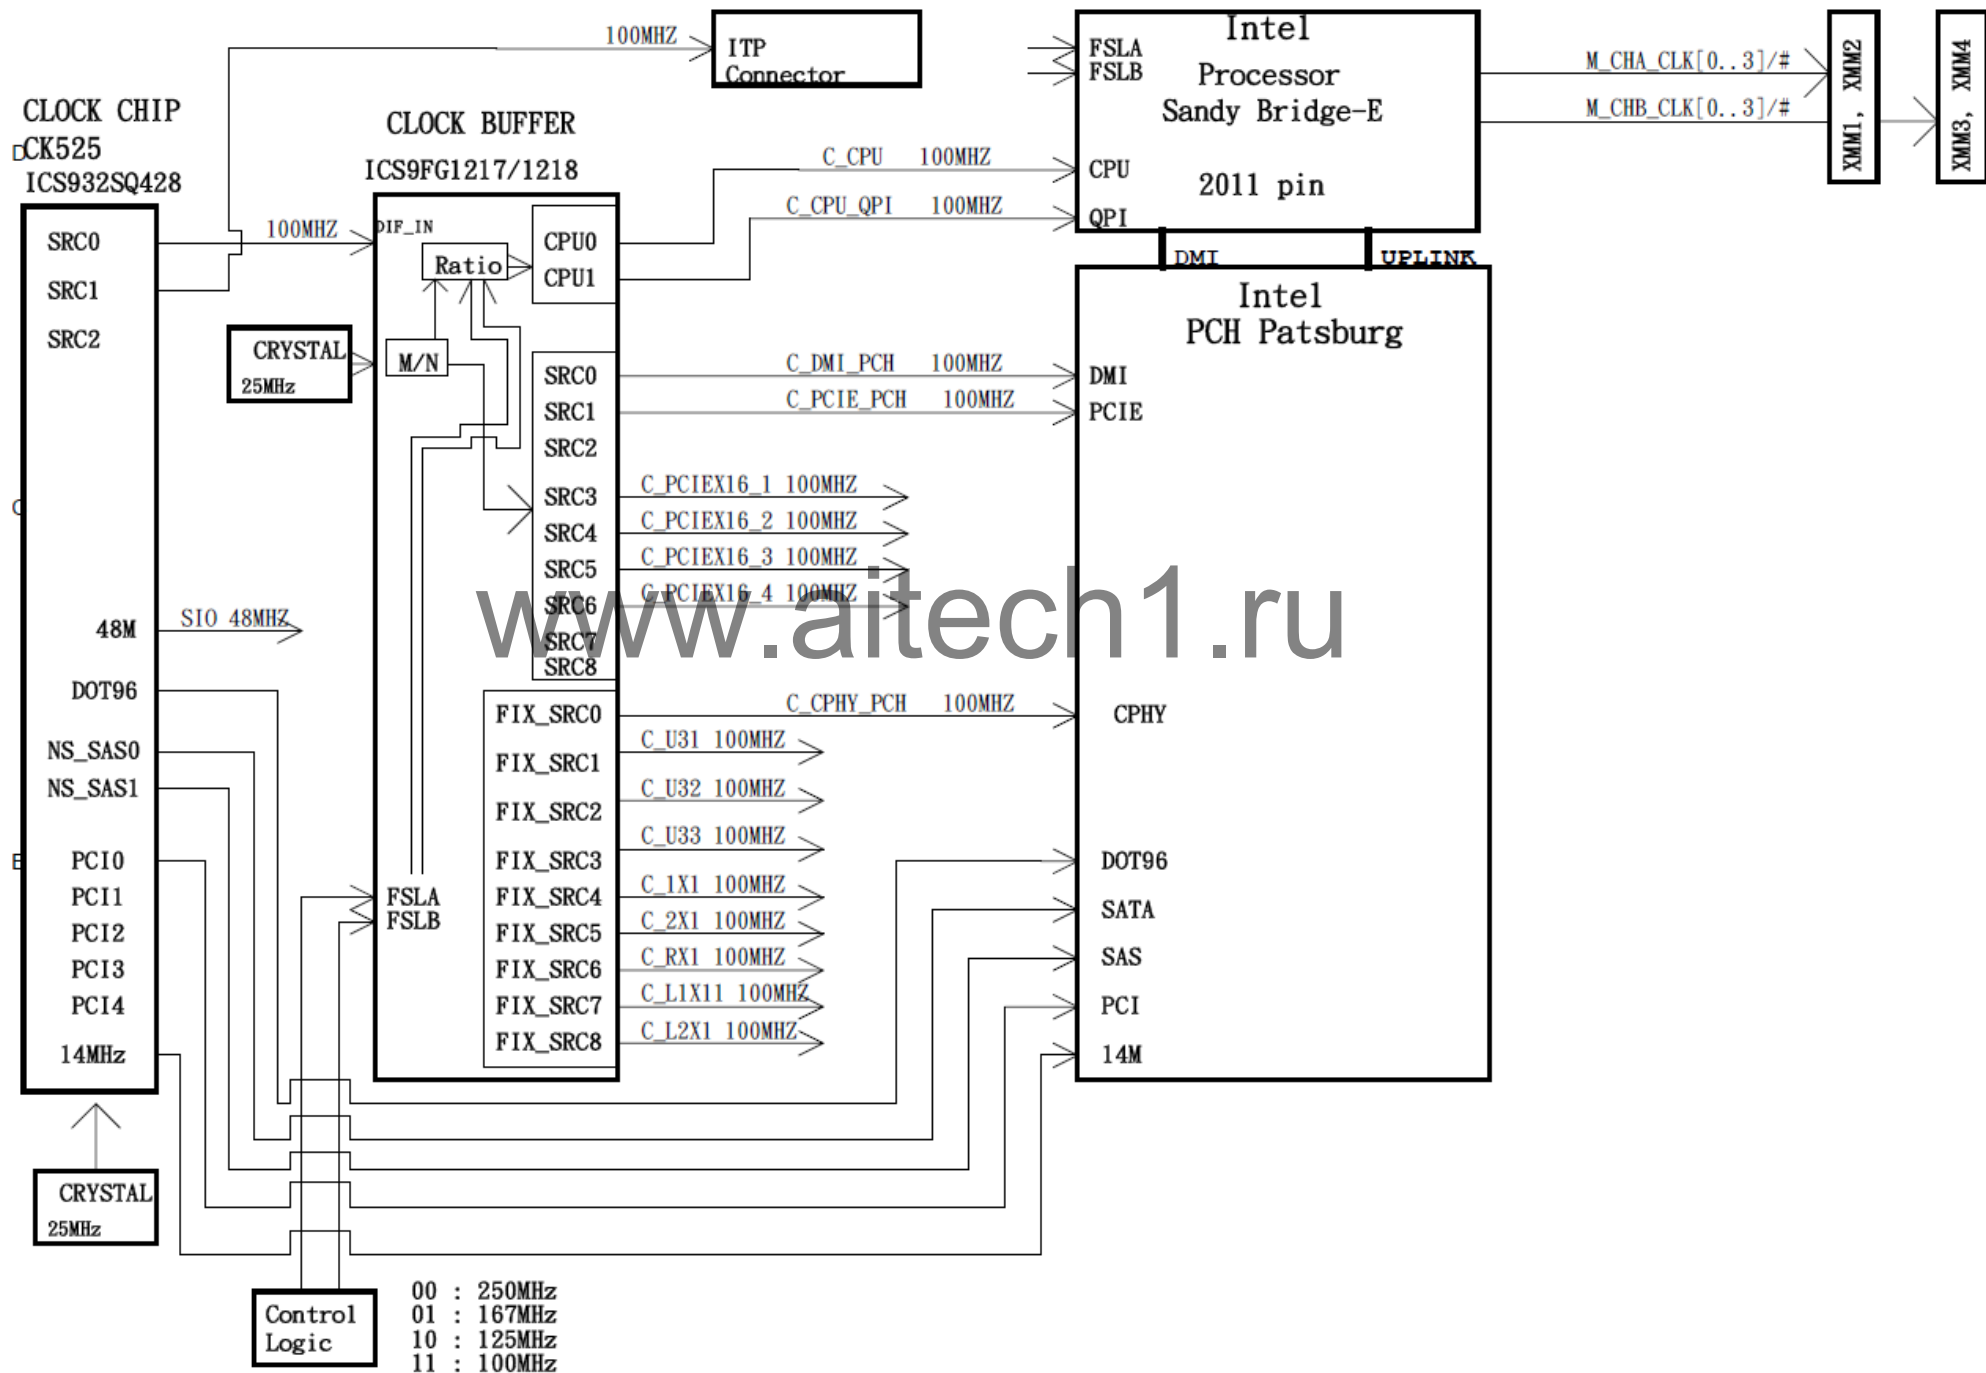 100MHZ
ITP
Connector
Intel
Processor
Sandy Bridge-E
2011 pin
FSLA
FSLB
CPU
QPI
M_CHA_CLK[0..3]/#
M_CHB_CLK[0..3]/#
XMM1, XMM2
XMM3, XMM4
CLOCK CHIP
D
CK525
ICS932SQ428
SRC0
SRC1
SRC2
C
48M
DOT96
NS_SAS0
NS_SAS1
B
PCI0
PCI1
PCI2
PCI3
PCI4
14MHz
CRYSTAL
25MHz
100MHZ
SIO 48MHZ
CRYSTAL
25MHz
CLOCK BUFFER
ICS9FG1217/1218
DIF_IN
Ratio
M/N
CPU0
CPU1
SRC0
SRC1
SRC2
SRC3
SRC4
SRC5
SRC6
SRC7
SRC8
FIX_SRC0
FIX_SRC1
FIX_SRC2
FIX_SRC3
FIX_SRC4
FIX_SRC5
FIX_SRC6
FIX_SRC7
FIX_SRC8
FSLA
FSLB
C_CPU 100MHZ
C_CPU_QPI 100MHZ
C_DMI_PCH 100MHZ
C_PCIE_PCH 100MHZ
C_PCIEX16_1 100MHZ
C_PCIEX16_2 100MHZ
C_PCIEX16_3 100MHZ
C_PCIEX16_4 100MHZ
www.aitech1.ru
C_CPHY_PCH 100MHZ
C_U31 100MHZ
C_U32 100MHZ
C_U33 100MHZ
C_1X1 100MHZ
C_2X1 100MHZ
C_RX1 100MHZ
C_L1X11 100MHZ
C_L2X1 100MHZ
DMI
UPLINK
Intel
PCH Patsburg
DMI
PCIE
CPHY
DOT96
SATA
SAS
PCI
14M
Control
Logic
00 : 250MHz
01 : 167MHz
10 : 125MHz
11 : 100MHz